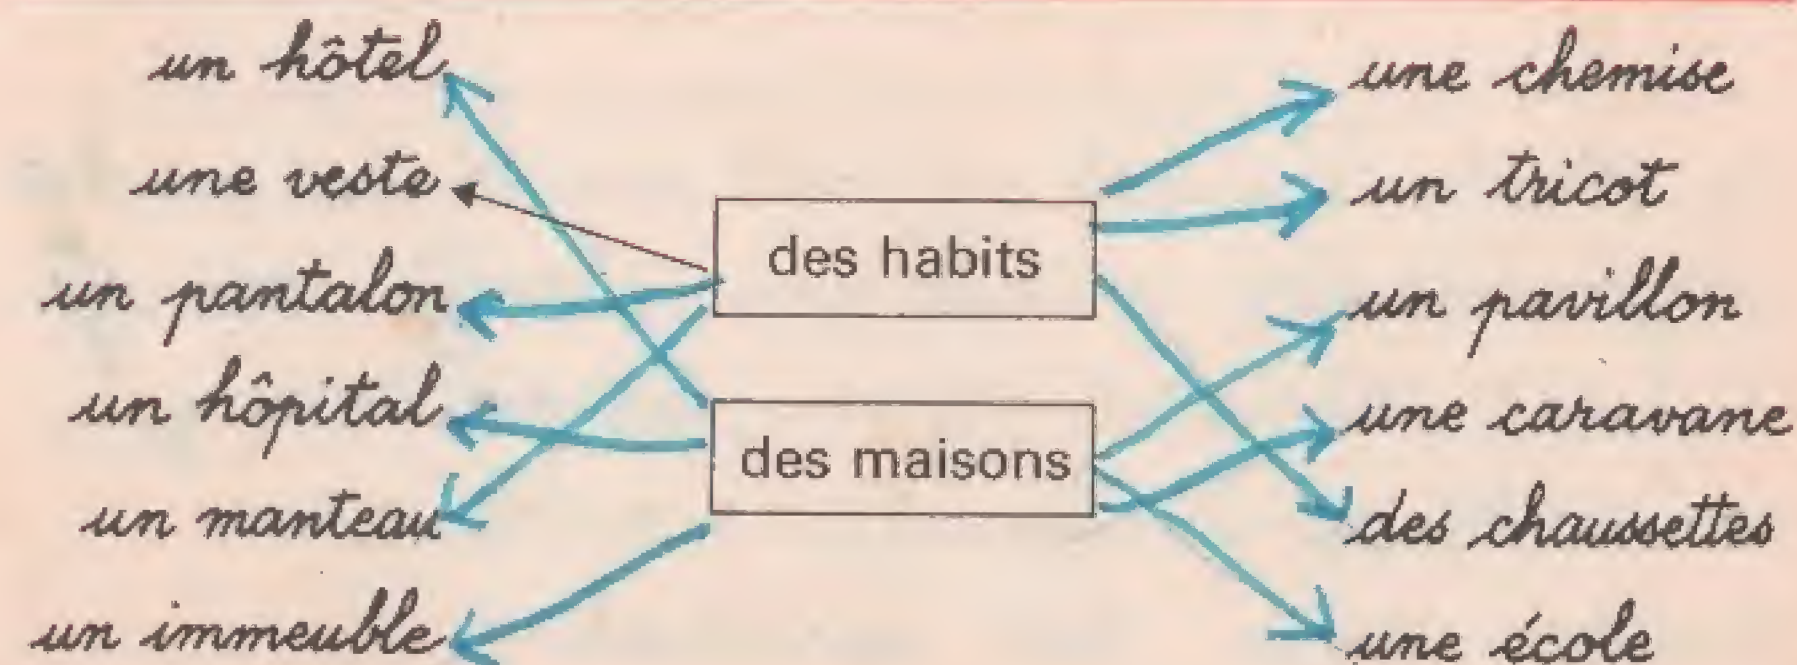 un hôtel
une veste
un pantalon
un hôpital
un manteau
un immeuble
des habits
des maisons
une chemise
un tricot
un pavillon
une caravane
des chaussettes
une école